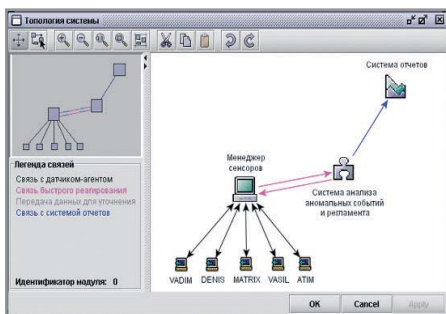 Топология системы
Система отчетов
Менеджер
сенсоров
Система анализа
аномальных событий
и регламента
VADIM DENIS MATRIX VASIL ATIM
Легенда связей
Связь с датчиком-агентом
Связь быстрого реагирования
Передача данных для уточнения
Связь с системой отчетов
Идентификатор модуля: 0
OK Cancel Apply